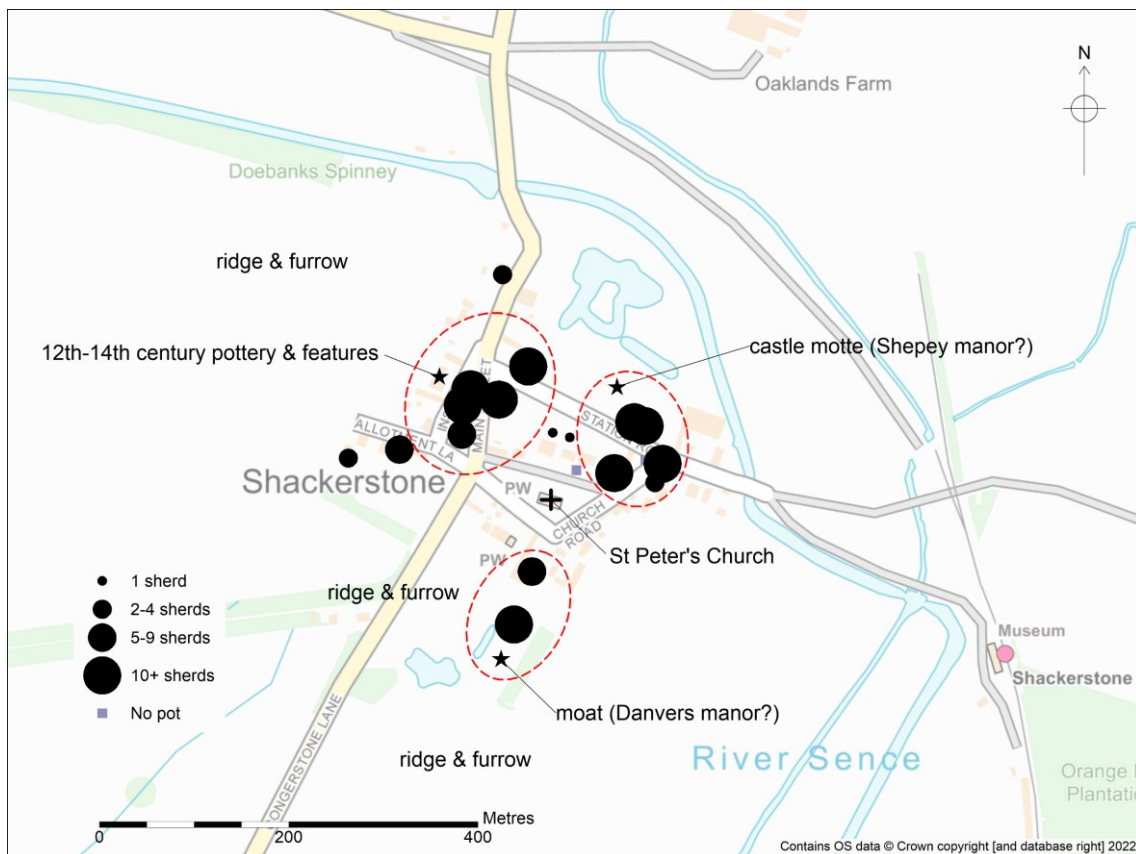 N
Oaklands Farm
Doebanks Spinney
ridge & furrow
12th-14th century pottery & features
castle motte (Shepey manor?)
MAIN
STATION
ALLOTMENT LA
Shackerstone
PW
CHURCH
ROAD
St Peter's Church
PW
ridge & furrow
1 sherd
2-4 sherds
5-9 sherds
10+ sherds
No pot
Museum
Shackerstone
moat (Danvers manor?)
River Sence
ridge & furrow
Orange
Plantatic
ONGERSTONE LANE
Metres
0
200
400
Contains OS data © Crown copyright [and database right] 2022